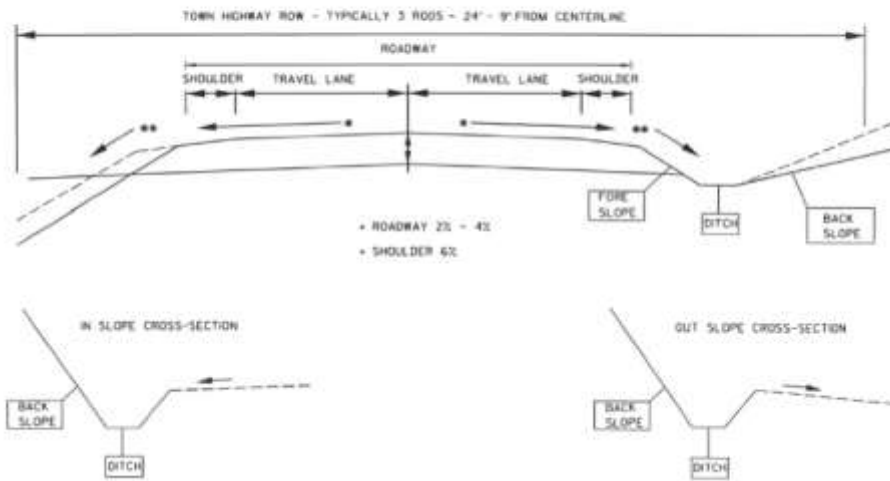 TOWN HIGHWAY ROW - TYPICALLY 3 RODS - 24' - 9" FROM CENTERLINE
ROADWAY
SHOULDER TRAVEL LANE TRAVEL LANE SHOULDER
** * * **
FORE
SLOPE
DITCH
BACK
SLOPE
* ROADWAY 2% - 4%
* SHOULDER 6%
IN SLOPE CROSS-SECTION
BACK
SLOPE
DITCH
OUT SLOPE CROSS-SECTION
BACK
SLOPE
DITCH